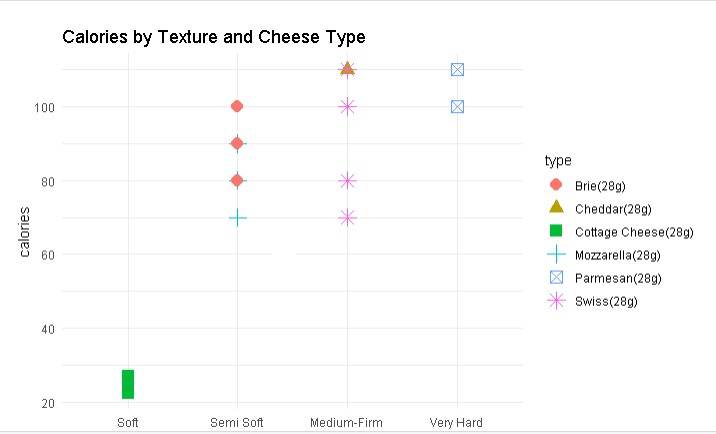 Calories by Texture and Cheese Type
calories
100
80
60
40
20
Soft
Semi Soft
Medium-Firm
Very Hard
type
Brie(28g)
Cheddar(28g)
Cottage Cheese(28g)
Mozzarella(28g)
Parmesan(28g)
Swiss(28g)